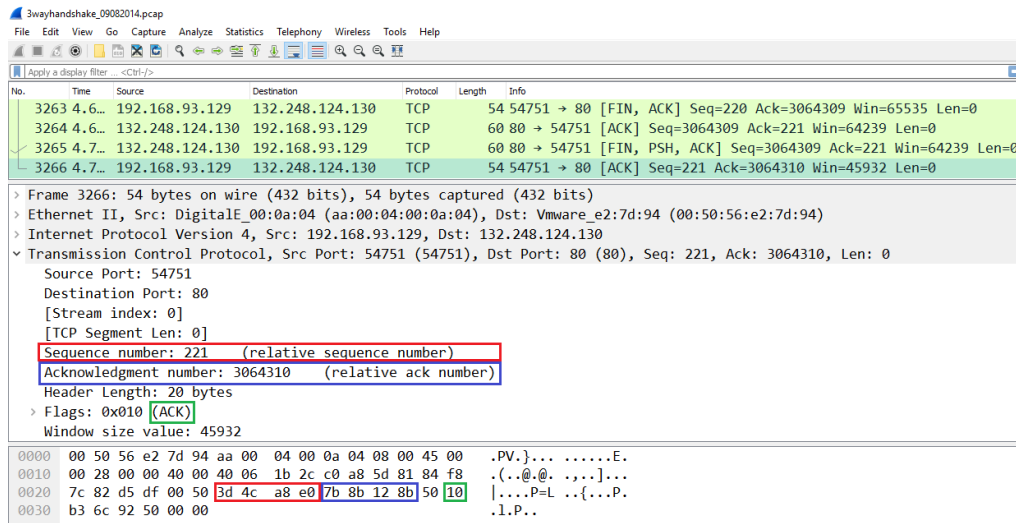 3wayhandshake_09082014.pcap
File Edit View Go Capture Analyze Statistics Telephony Wireless Tools Help
Apply a display filter ... <Ctrl-/>
No. Time Source Destination Protocol Length Info
3263 4.6… 192.168.93.129 132.248.124.130 TCP 54 54751 → 80 [FIN, ACK] Seq=220 Ack=3064309 Win=65535 Len=0
3264 4.6… 132.248.124.130 192.168.93.129 TCP 60 80 → 54751 [ACK] Seq=3064309 Ack=221 Win=64239 Len=0
3265 4.7… 132.248.124.130 192.168.93.129 TCP 60 80 → 54751 [FIN, PSH, ACK] Seq=3064309 Ack=221 Win=64239 Len=0
3266 4.7… 192.168.93.129 132.248.124.130 TCP 54 54751 → 80 [ACK] Seq=221 Ack=3064310 Win=45932 Len=0
> Frame 3266: 54 bytes on wire (432 bits), 54 bytes captured (432 bits)
> Ethernet II, Src: DigitalE_00:0a:04 (aa:00:04:00:0a:04), Dst: Vmware_e2:7d:94 (00:50:56:e2:7d:94)
> Internet Protocol Version 4, Src: 192.168.93.129, Dst: 132.248.124.130
Transmission Control Protocol, Src Port: 54751 (54751), Dst Port: 80 (80), Seq: 221, Ack: 3064310, Len: 0
Source Port: 54751
Destination Port: 80
[Stream index: 0]
[TCP Segment Len: 0]
Sequence number: 221 (relative sequence number)
Acknowledgment number: 3064310 (relative ack number)
Header Length: 20 bytes
> Flags: 0x010 (ACK)
Window size value: 45932
0000 00 50 56 e2 7d 94 aa 00 04 00 0a 04 08 00 45 00 .PV.}... ......E.
0010 00 28 00 00 40 00 40 06 1b 2c c0 a8 5d 81 84 f8 .(..@.@. .,..]...
0020 7c 82 d5 df 00 50 3d 4c a8 e0 7b 8b 12 8b 50 10 |....P=L ..{...P.
0030 b3 6c 92 50 00 00 .l.P..